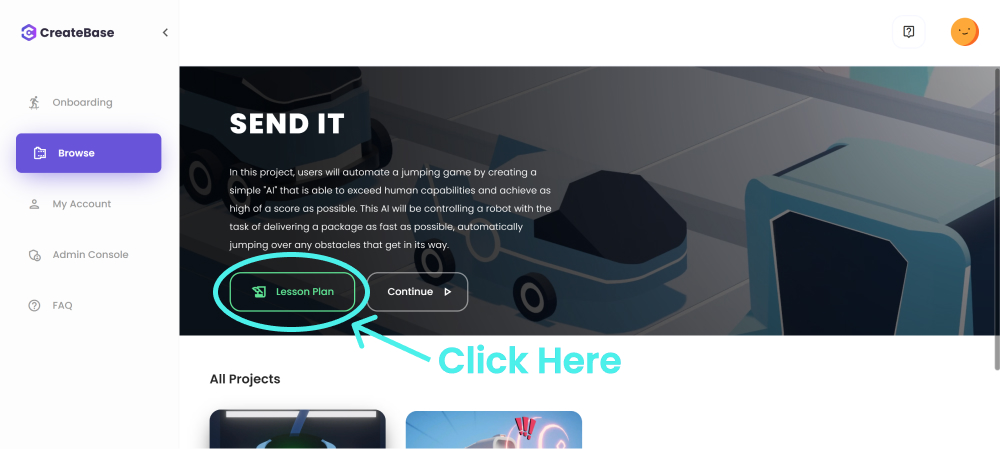 CreateBase
Onboarding
Browse
My Account
Admin Console
FAQ
SEND IT
In this project, users will automate a jumping game by creating a
simple "AI" that is able to exceed human capabilities and achieve as
high of a score as possible. This AI will be controlling a robot with the
task of delivering a package as fast as possible, automatically
jumping over any obstacles that get in its way.
Lesson Plan
Continue
Click Here
All Projects
!!!